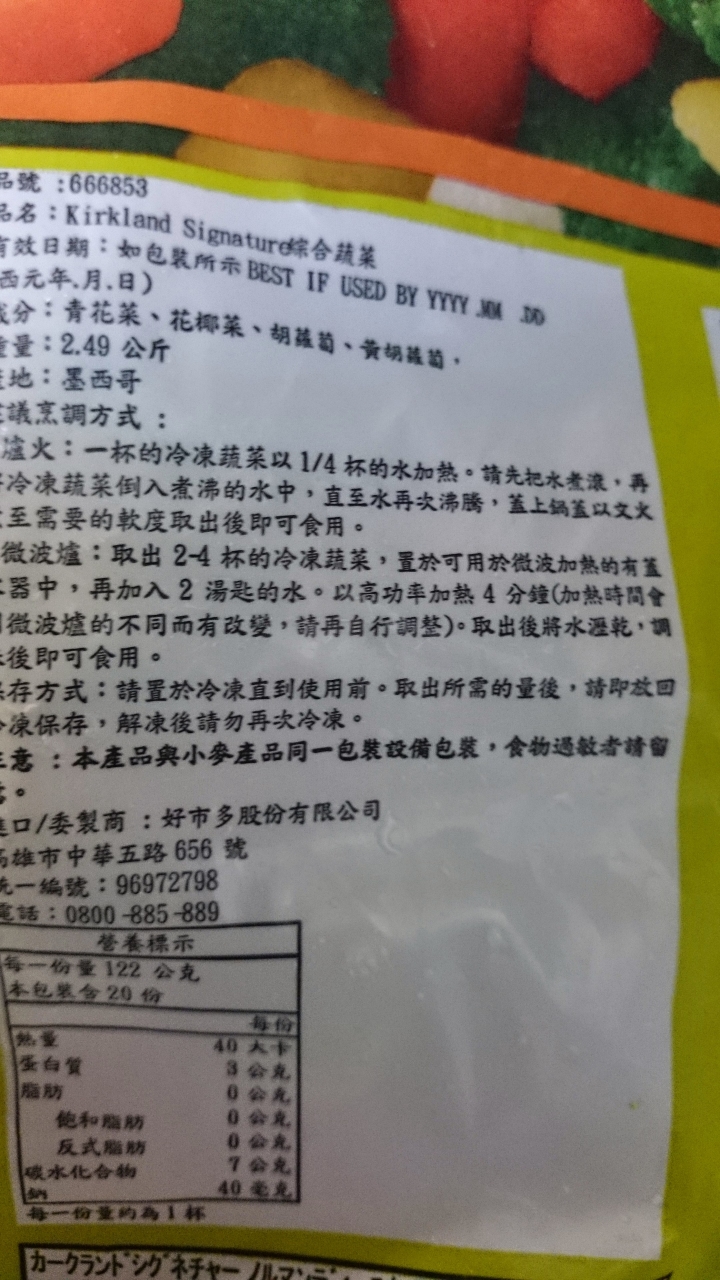 品號 :666853
品名：Kirkland Signature綜合蔬菜
有效日期：如包裝所示 BEST IF USED BY YYYY .MM .DD
西元年.月.日)
成分：青花菜、花椰菜、胡蘿蔔、黃胡蘿蔔．
重量：2.49 公斤
產地：墨西哥
建議烹調方式 ：
爐火：一杯的冷凍蔬菜以 1/4 杯的水加熱。請先把水煮滾，再
將冷凍蔬菜倒入煮沸的水中，直至水再次沸騰，蓋上鍋蓋以文火
至需要的軟度取出後即可食用。
微波爐：取出 2-4 杯的冷凍蔬菜，置於可用於微波加熱的有蓋
容器中，再加入 2 湯匙的水。以高功率加熱 4 分鐘(加熱時間會
微波爐的不同而有改變，請再自行調整)。取出後將水瀝乾，調
味後即可食用。
保存方式：請置於冷凍直到使用前。取出所需的量後，請即放回
冷凍保存，解凍後請勿再次冷凍。
注意 ：本產品與小麥產品同一包裝設備包裝，食物過敏者請留
意。
進口/委製商 ：好市多股份有限公司
高雄市中華五路 656 號
統一編號：96972798
電話：0800-885-889
營養標示
每一份量 122 公克
本包裝含 20 份
每份
熱量 40 大卡
蛋白質 3 公克
脂肪 0 公克
飽和脂肪 0 公克
反式脂肪 0 公克
碳水化合物 7 公克
鈉 40 毫克
每一份量約為 1 杯
カークランドシグネチャー ノルマンディー